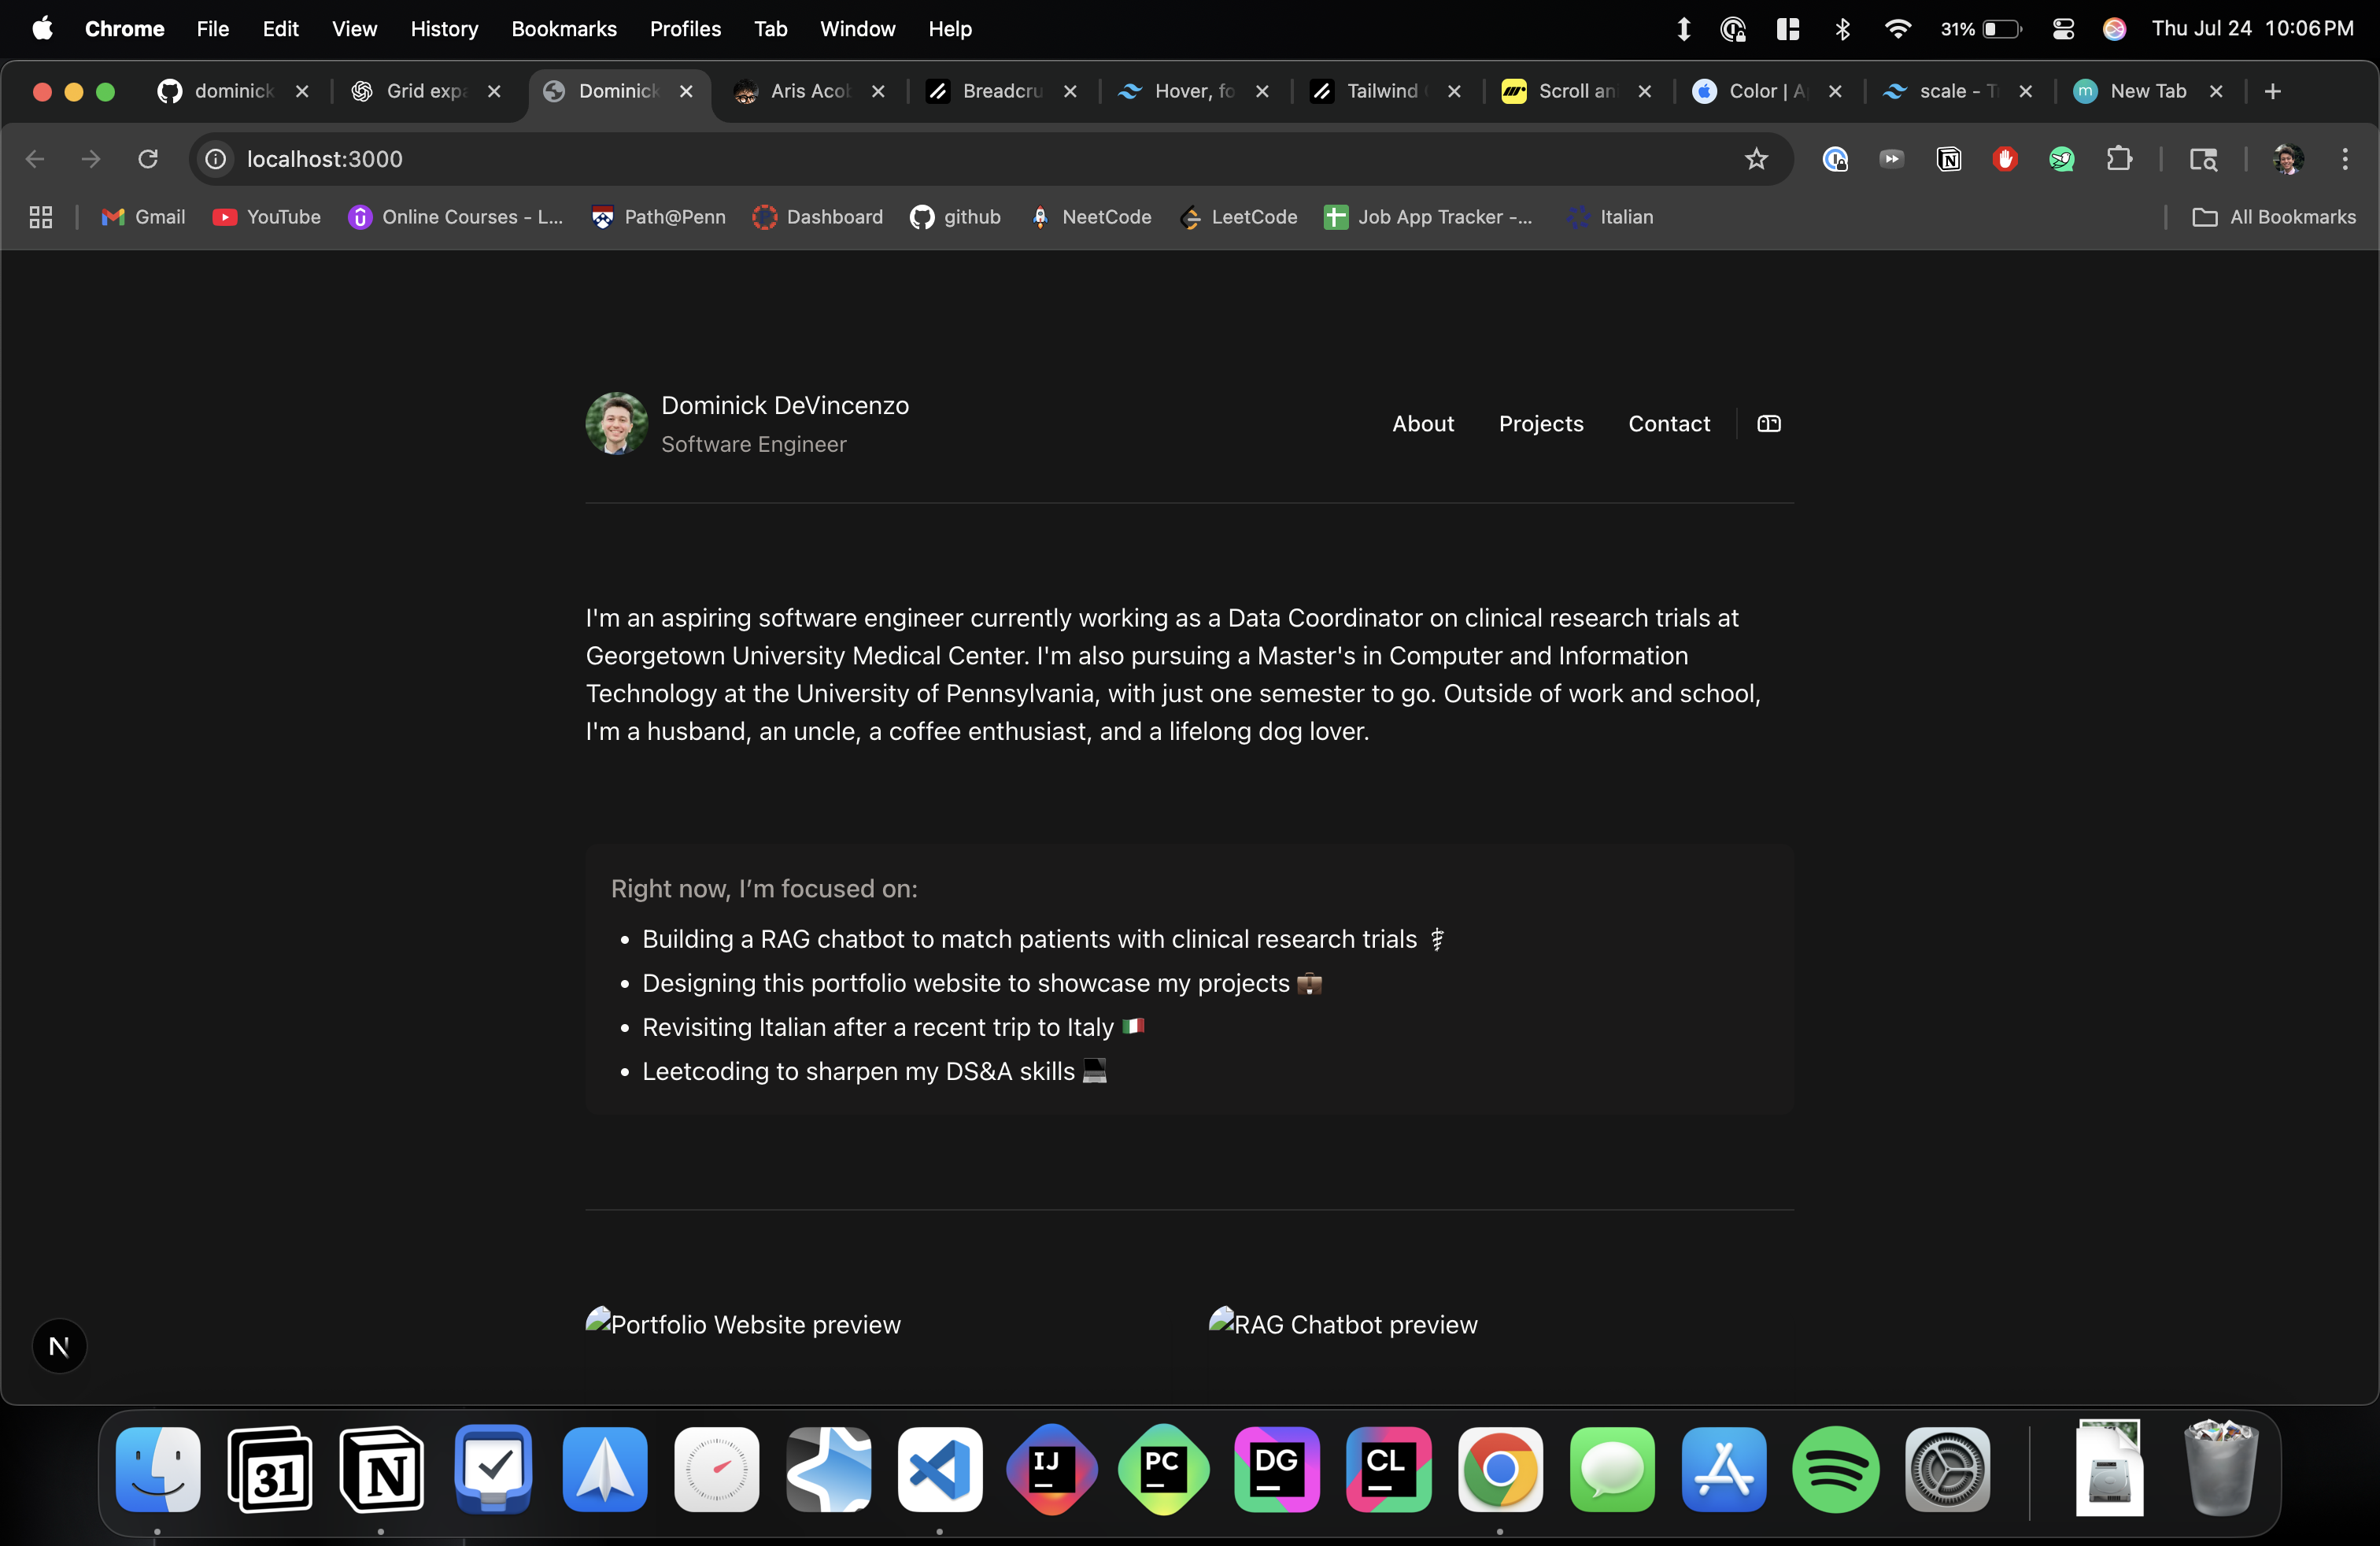 Chrome File Edit View History Bookmarks Profiles Tab Window Help 31% Thu Jul 24 10:06 PM
dominick Grid expa Dominick Aris Acob Breadcru Hover, fo Tailwind Scroll an Color | A scale - T New Tab
localhost:3000
Gmail YouTube Online Courses - L... Path@Penn Dashboard github NeetCode LeetCode Job App Tracker -... Italian All Bookmarks
Dominick DeVincenzo
Software Engineer
About Projects Contact
I'm an aspiring software engineer currently working as a Data Coordinator on clinical research trials at
Georgetown University Medical Center. I'm also pursuing a Master's in Computer and Information
Technology at the University of Pennsylvania, with just one semester to go. Outside of work and school,
I'm a husband, an uncle, a coffee enthusiast, and a lifelong dog lover.
Right now, I’m focused on:
• Building a RAG chatbot to match patients with clinical research trials ⚕
• Designing this portfolio website to showcase my projects 💼
• Revisiting Italian after a recent trip to Italy 🇮🇹
• Leetcoding to sharpen my DS&A skills 💻
Portfolio Website preview RAG Chatbot preview
N
31 N IJ PC DG CL